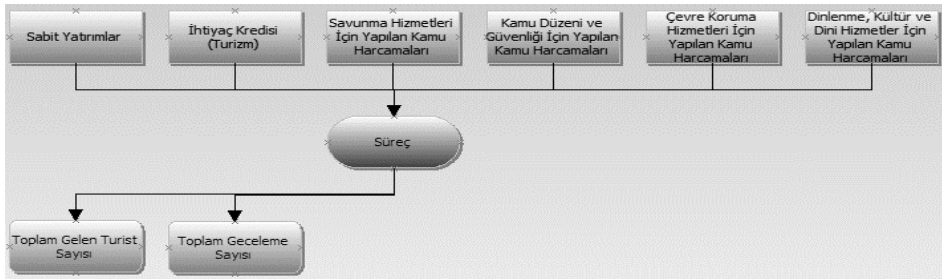 Sabit Yatırımlar
İhtiyaç Kredisi
(Turizm)
Savunma Hizmetleri
İçin Yapılan Kamu
Harcamaları
Kamu Düzeni ve
Güvenliği İçin Yapılan
Kamu Harcamaları
Çevre Koruma
Hizmetleri İçin
Yapılan Kamu
Harcamaları
Dinlenme, Kültür ve
Dini Hizmetler İçin
Yapılan Kamu
Harcamaları
Süreç
Toplam Gelen Turist
Sayısı
Toplam Geceleme
Sayısı